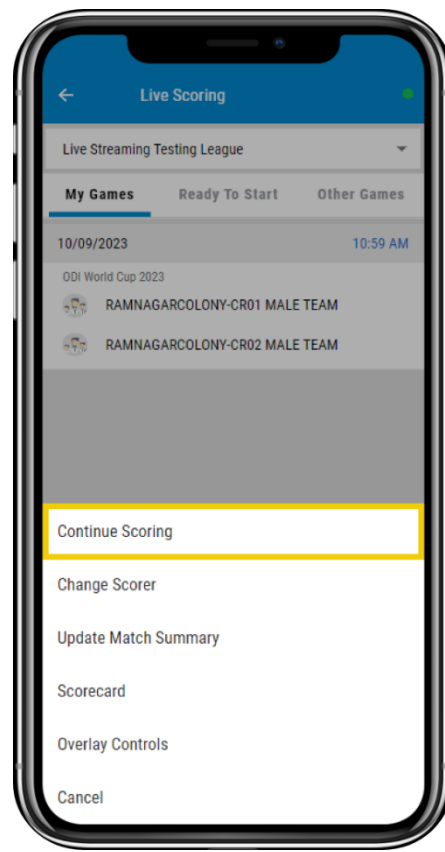 Live Scoring
Live Streaming Testing League
My Games Ready To Start Other Games
10/09/2023 10:59 AM
ODI World Cup 2023
RAMNAGARCOLONY-CR01 MALE TEAM
RAMNAGARCOLONY-CR02 MALE TEAM
Continue Scoring
Change Scorer
Update Match Summary
Scorecard
Overlay Controls
Cancel